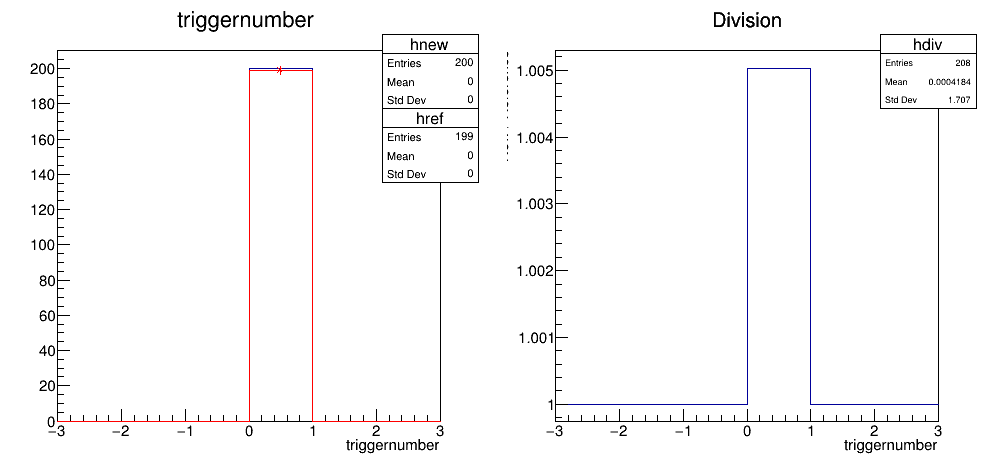 triggernumber
hnew
Entries 200
Mean 0
Std Dev 0
href
Entries 199
Mean 0
Std Dev 0
200
180
160
140
120
100
80
60
40
20
0
−3 −2 −1 0 1 2 3
triggernumber
Division
hdiv
Entries 208
Mean 0.0004184
Std Dev 1.707
1.005
1.004
1.003
1.002
1.001
1
−3 −2 −1 0 1 2 3
triggernumber